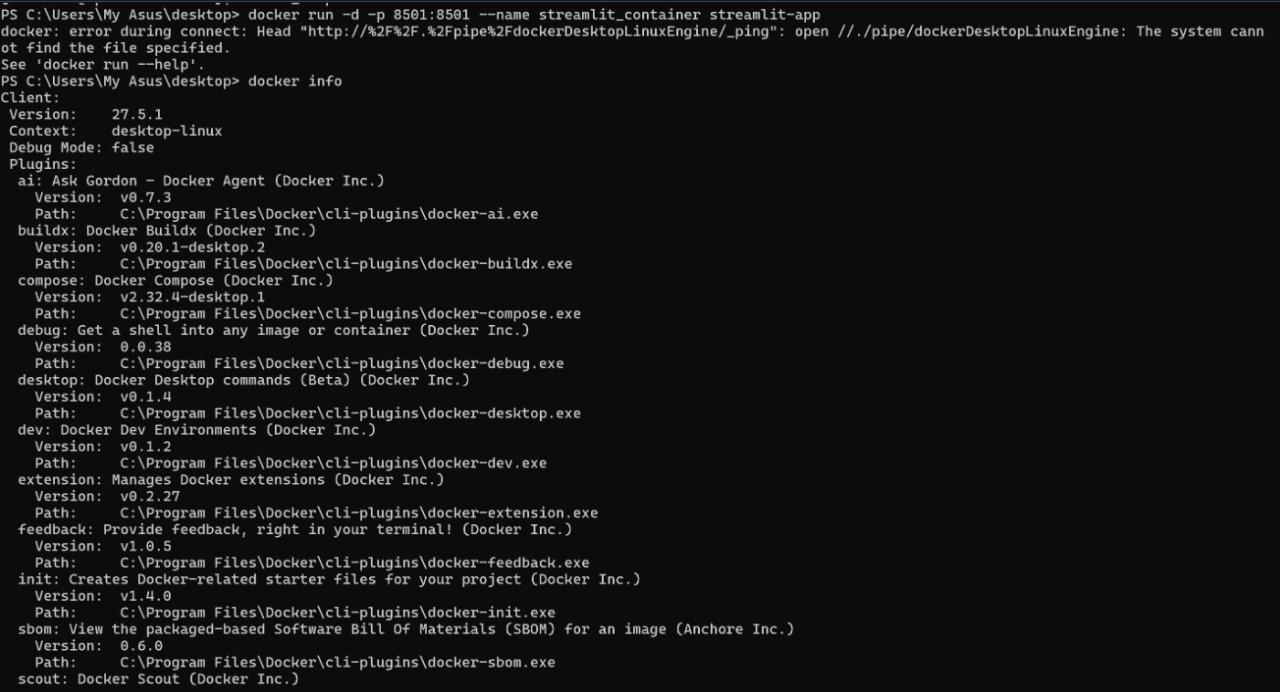 PS C:\Users\My Asus\desktop> docker run -d -p 8501:8501 --name streamlit_container streamlit-app
docker: error during connect: Head "http://%2F%2F.%2Fpipe%2FdockerDesktopLinuxEngine/_ping": open //./pipe/dockerDesktopLinuxEngine: The system cann
ot find the file specified.
See 'docker run --help'.
PS C:\Users\My Asus\desktop> docker info
Client:
 Version:    27.5.1
 Context:    desktop-linux
 Debug Mode: false
 Plugins:
  ai: Ask Gordon - Docker Agent (Docker Inc.)
    Version:  v0.7.3
    Path:     C:\Program Files\Docker\cli-plugins\docker-ai.exe
  buildx: Docker Buildx (Docker Inc.)
    Version:  v0.20.1-desktop.2
    Path:     C:\Program Files\Docker\cli-plugins\docker-buildx.exe
  compose: Docker Compose (Docker Inc.)
    Version:  v2.32.4-desktop.1
    Path:     C:\Program Files\Docker\cli-plugins\docker-compose.exe
  debug: Get a shell into any image or container (Docker Inc.)
    Version:  0.0.38
    Path:     C:\Program Files\Docker\cli-plugins\docker-debug.exe
  desktop: Docker Desktop commands (Beta) (Docker Inc.)
    Version:  v0.1.4
    Path:     C:\Program Files\Docker\cli-plugins\docker-desktop.exe
  dev: Docker Dev Environments (Docker Inc.)
    Version:  v0.1.2
    Path:     C:\Program Files\Docker\cli-plugins\docker-dev.exe
  extension: Manages Docker extensions (Docker Inc.)
    Version:  v0.2.27
    Path:     C:\Program Files\Docker\cli-plugins\docker-extension.exe
  feedback: Provide feedback, right in your terminal! (Docker Inc.)
    Version:  v1.0.5
    Path:     C:\Program Files\Docker\cli-plugins\docker-feedback.exe
  init: Creates Docker-related starter files for your project (Docker Inc.)
    Version:  v1.4.0
    Path:     C:\Program Files\Docker\cli-plugins\docker-init.exe
  sbom: View the packaged-based Software Bill Of Materials (SBOM) for an image (Anchore Inc.)
    Version:  0.6.0
    Path:     C:\Program Files\Docker\cli-plugins\docker-sbom.exe
  scout: Docker Scout (Docker Inc.)